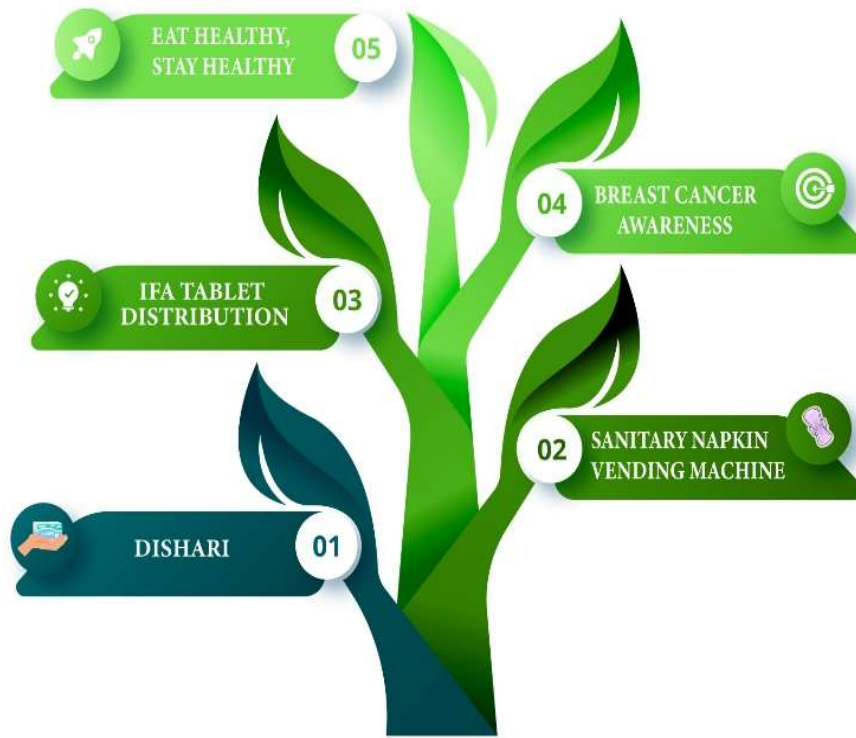 EAT HEALTHY,
STAY HEALTHY
05
04
BREAST CANCER
AWARENESS
IFA TABLET
DISTRIBUTION
03
02
SANITARY NAPKIN
VENDING MACHINE
DISHARI
01